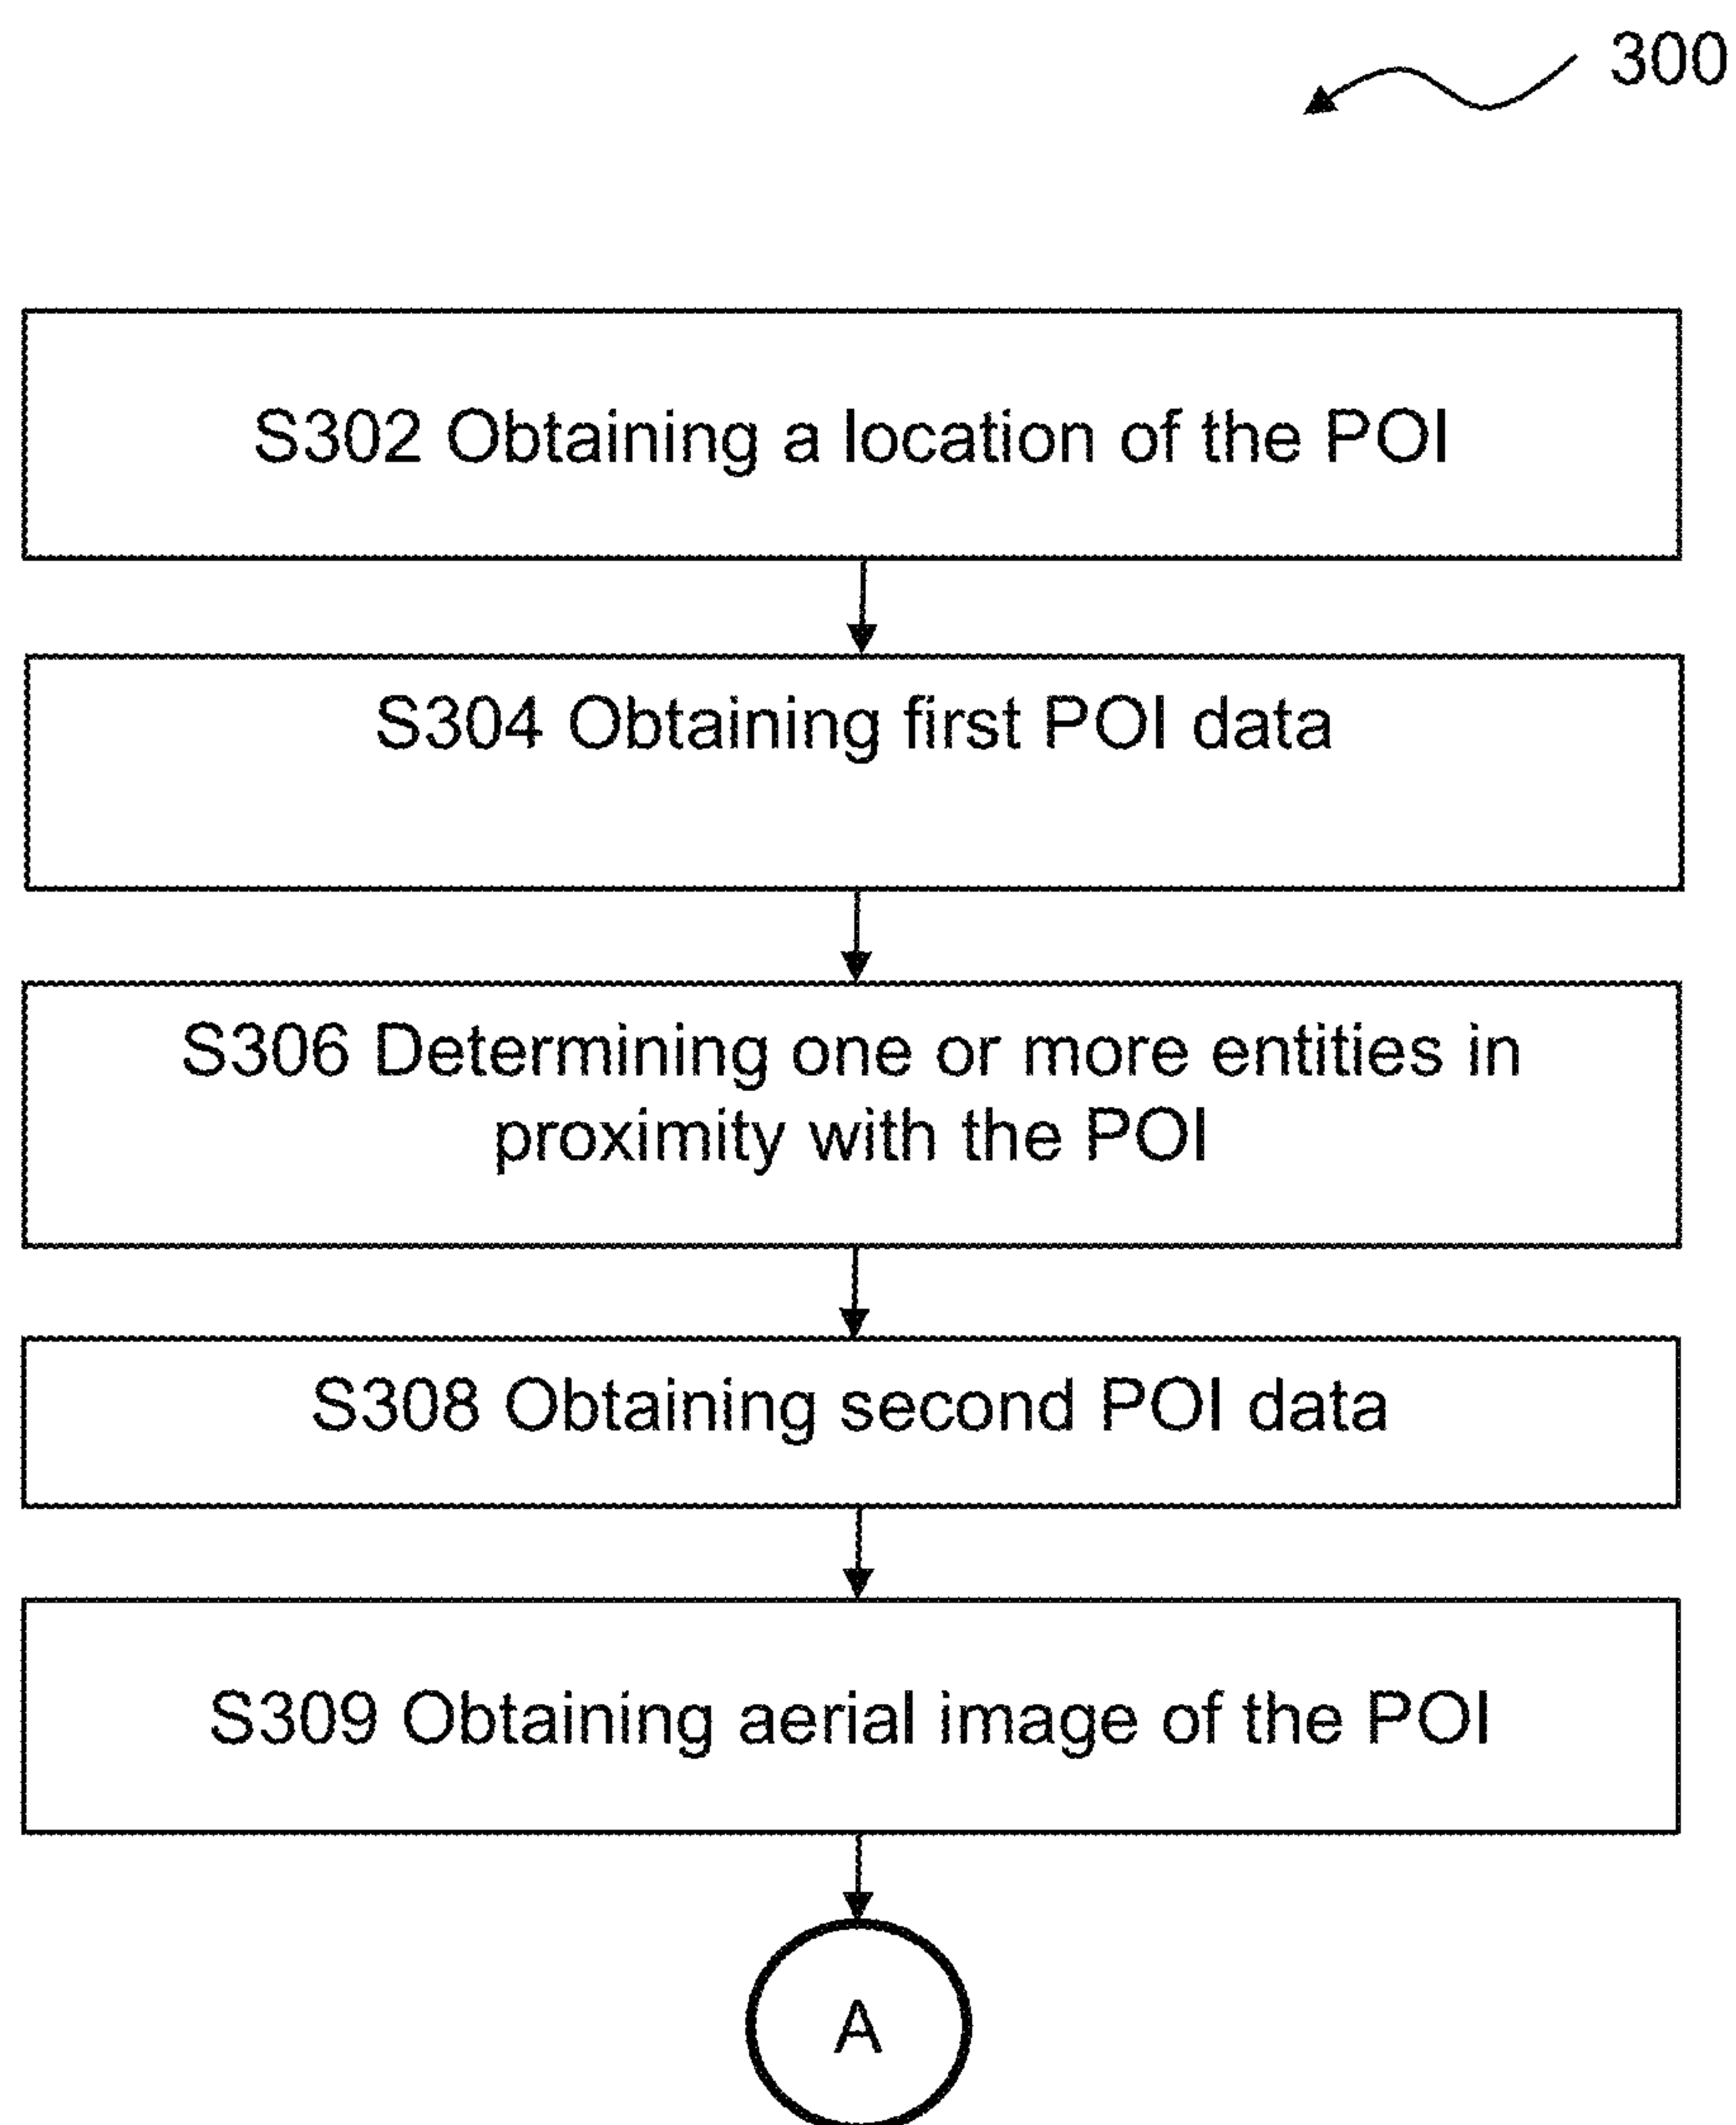 300
S302 Obtaining a location of the POI
S304 Obtaining first POI data
S306 Determining one or more entities in
proximity with the POI
S308 Obtaining second POI data
S309 Obtaining aerial image of the POI
A